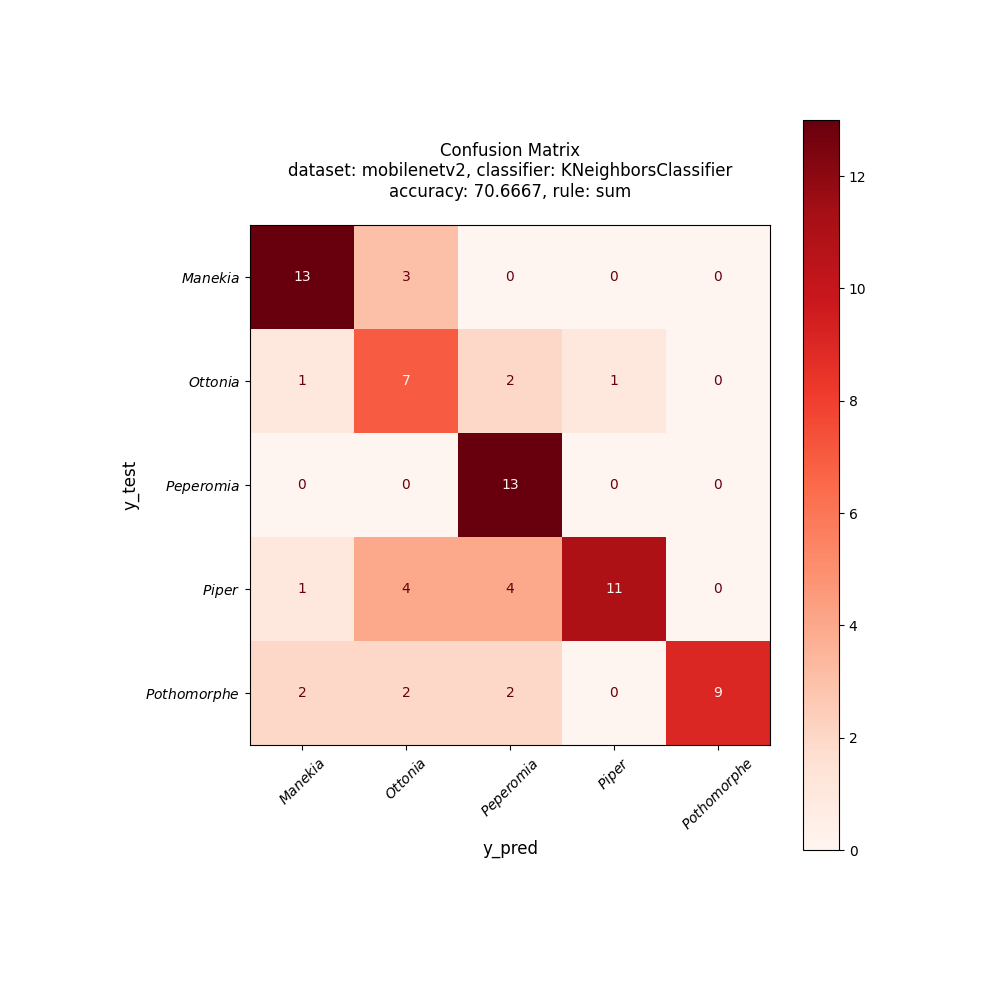 Confusion Matrix
dataset: mobilenetv2, classifier: KNeighborsClassifier
accuracy: 70.6667, rule: sum
Manekia 13 3 0 0 0
Ottonia 1 7 2 1 0
Peperomia 0 0 13 0 0
Piper 1 4 4 11 0
Pothomorphe 2 2 2 0 9
y_test
Manekia Ottonia Peperomia Piper Pothomorphe
y_pred
12
10
8
6
4
2
0